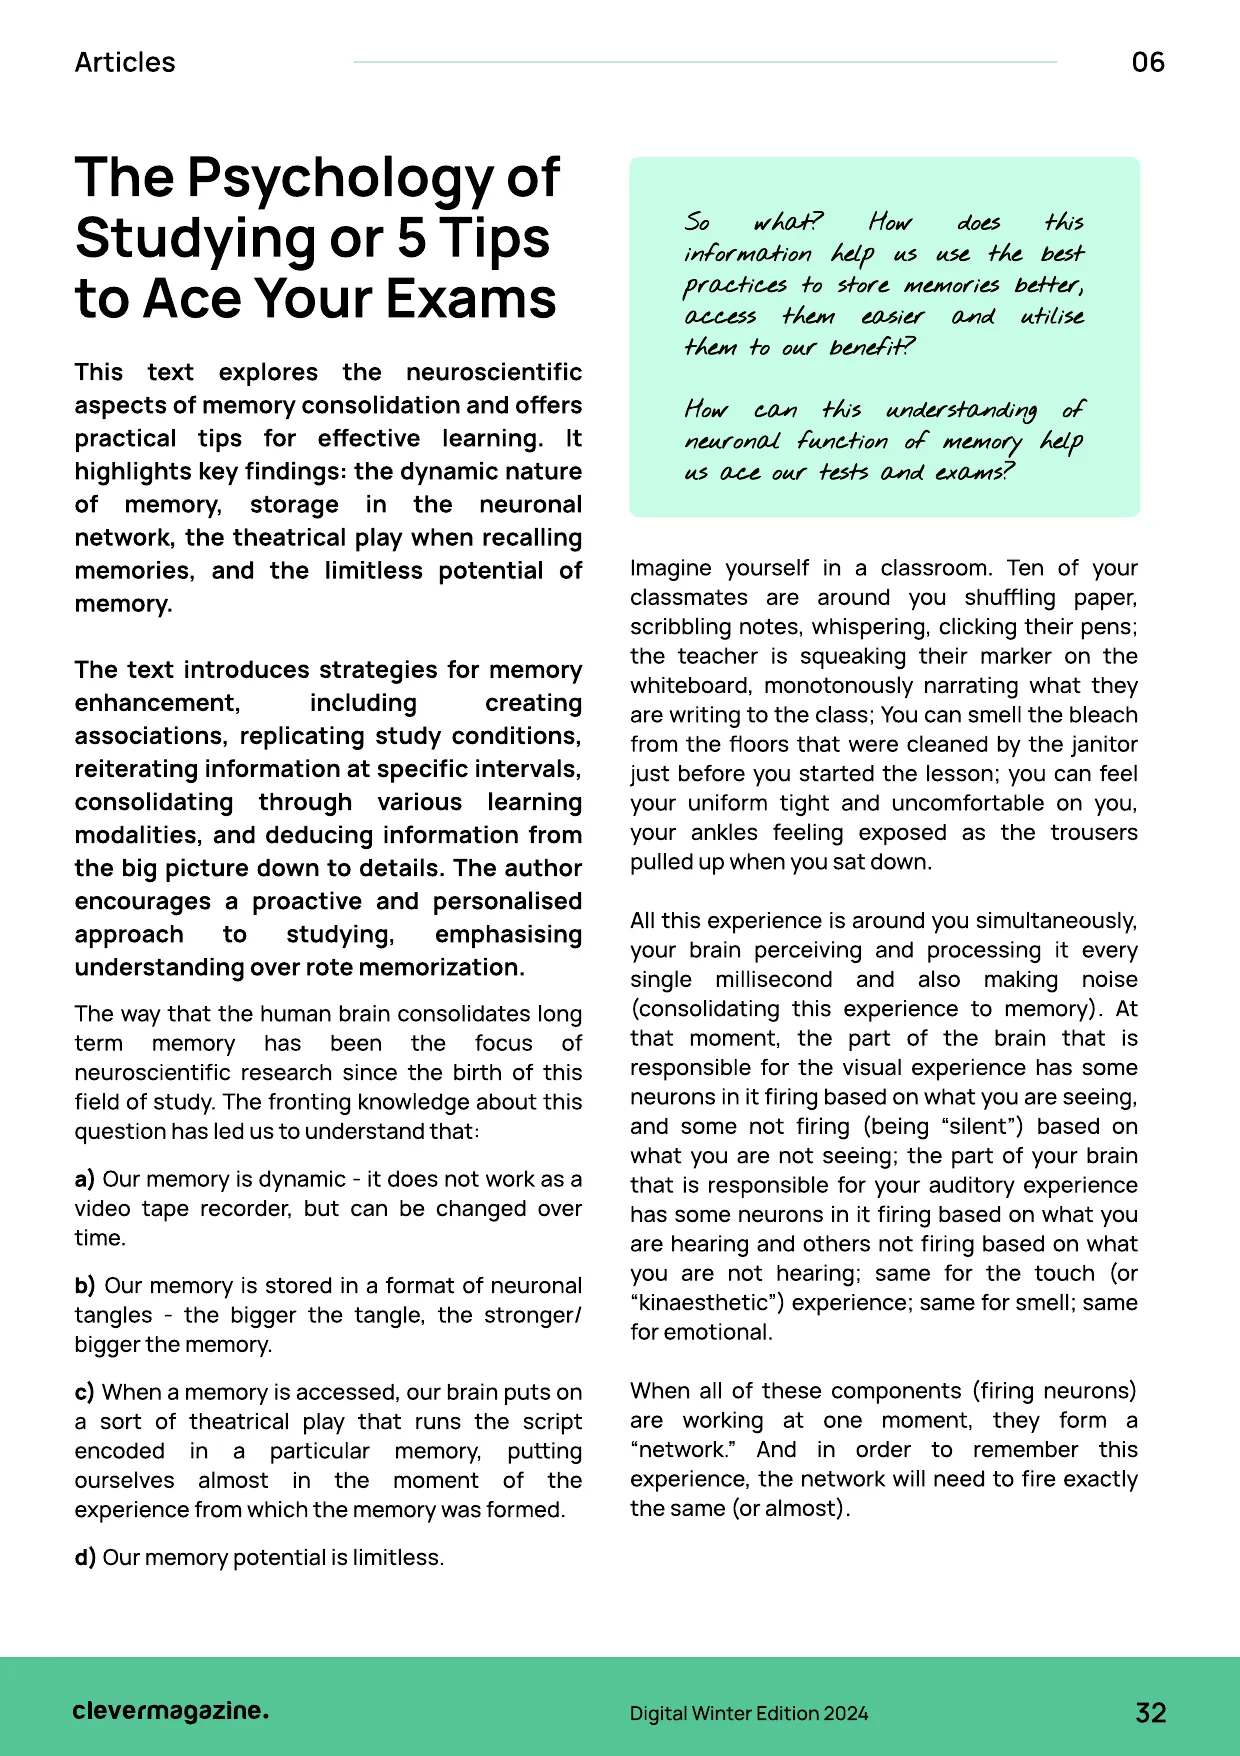 Articles
06
The Psychology of
Studying or 5 Tips
to Ace Your Exams
This text explores the neuroscientific
aspects of memory consolidation and offers
practical tips for effective learning. It
highlights key findings: the dynamic nature
of memory, storage in the neuronal
network, the theatrical play when recalling
memories, and the limitless potential of
memory.
The text introduces strategies for memory
enhancement, including creating
associations, replicating study conditions,
reiterating information at specific intervals,
consolidating through various learning
modalities, and deducing information from
the big picture down to details. The author
encourages a proactive and personalised
approach to studying, emphasising
understanding over rote memorization.
The way that the human brain consolidates long
term memory has been the focus of
neuroscientific research since the birth of this
field of study. The fronting knowledge about this
question has led us to understand that:
a) Our memory is dynamic - it does not work as a
video tape recorder, but can be changed over
time.
b) Our memory is stored in a format of neuronal
tangles - the bigger the tangle, the stronger/
bigger the memory.
c) When a memory is accessed, our brain puts on
a sort of theatrical play that runs the script
encoded in a particular memory, putting
ourselves almost in the moment of the
experience from which the memory was formed.
d) Our memory potential is limitless.
So what? How does this
information help us use the best
practices to store memories better,
access them easier and utilise
them to our benefit?
How can this understanding of
neuronal function of memory help
us ace our tests and exams?
Imagine yourself in a classroom. Ten of your
classmates are around you shuffling paper,
scribbling notes, whispering, clicking their pens;
the teacher is squeaking their marker on the
whiteboard, monotonously narrating what they
are writing to the class; You can smell the bleach
from the floors that were cleaned by the janitor
just before you started the lesson; you can feel
your uniform tight and uncomfortable on you,
your ankles feeling exposed as the trousers
pulled up when you sat down.
All this experience is around you simultaneously,
your brain perceiving and processing it every
single millisecond and also making noise
(consolidating this experience to memory). At
that moment, the part of the brain that is
responsible for the visual experience has some
neurons in it firing based on what you are seeing,
and some not firing (being “silent”) based on
what you are not seeing; the part of your brain
that is responsible for your auditory experience
has some neurons in it firing based on what you
are hearing and others not firing based on what
you are not hearing; same for the touch (or
“kinaesthetic”) experience; same for smell; same
for emotional.
When all of these components (firing neurons)
are working at one moment, they form a
“network.” And in order to remember this
experience, the network will need to fire exactly
the same (or almost).
clevermagazine.
Digital Winter Edition 2024
32